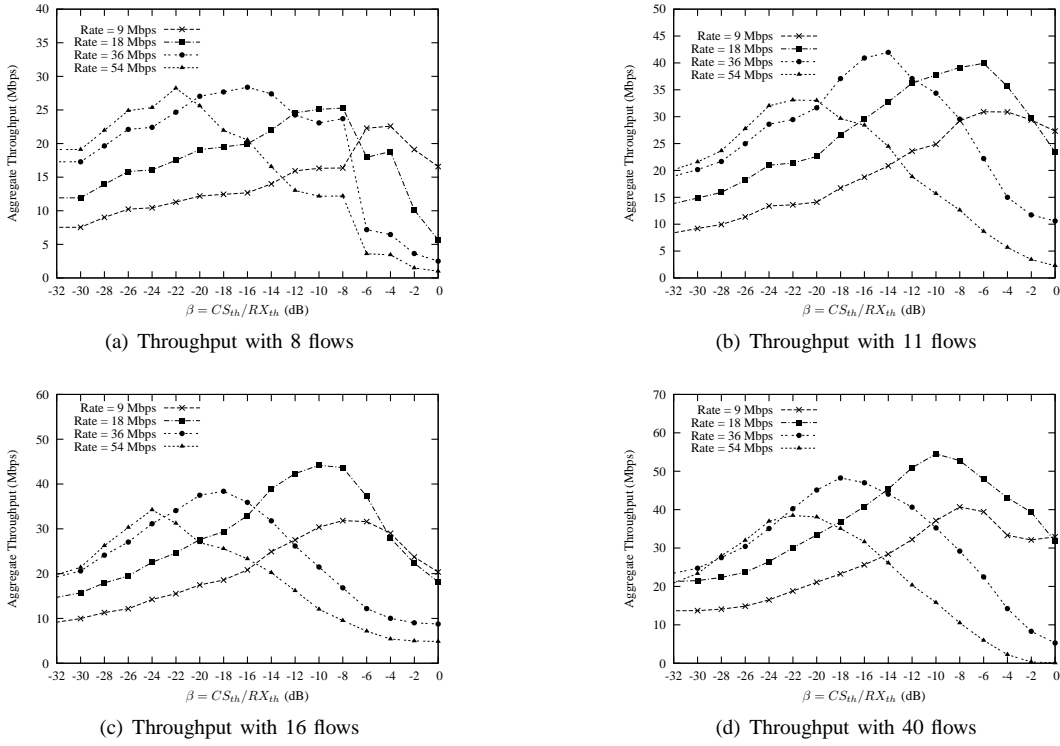 Aggregate Throughput (Mbps)
40
35
30
25
20
15
10
5
0
Rate = 9 Mbps
Rate = 18 Mbps
Rate = 36 Mbps
Rate = 54 Mbps
-32 -30 -28 -26 -24 -22 -20 -18 -16 -14 -12 -10 -8 -6 -4 -2 0
β = CS_th/RX_th (dB)
(a) Throughput with 8 flows
Aggregate Throughput (Mbps)
50
45
40
35
30
25
20
15
10
5
0
Rate = 9 Mbps
Rate = 18 Mbps
Rate = 36 Mbps
Rate = 54 Mbps
-32 -30 -28 -26 -24 -22 -20 -18 -16 -14 -12 -10 -8 -6 -4 -2 0
β = CS_th/RX_th (dB)
(b) Throughput with 11 flows
Aggregate Throughput (Mbps)
60
50
40
30
20
10
0
Rate = 9 Mbps
Rate = 18 Mbps
Rate = 36 Mbps
Rate = 54 Mbps
-32 -30 -28 -26 -24 -22 -20 -18 -16 -14 -12 -10 -8 -6 -4 -2 0
β = CS_th/RX_th (dB)
(c) Throughput with 16 flows
Aggregate Throughput (Mbps)
70
60
50
40
30
20
10
0
Rate = 9 Mbps
Rate = 18 Mbps
Rate = 36 Mbps
Rate = 54 Mbps
-32 -30 -28 -26 -24 -22 -20 -18 -16 -14 -12 -10 -8 -6 -4 -2 0
β = CS_th/RX_th (dB)
(d) Throughput with 40 flows